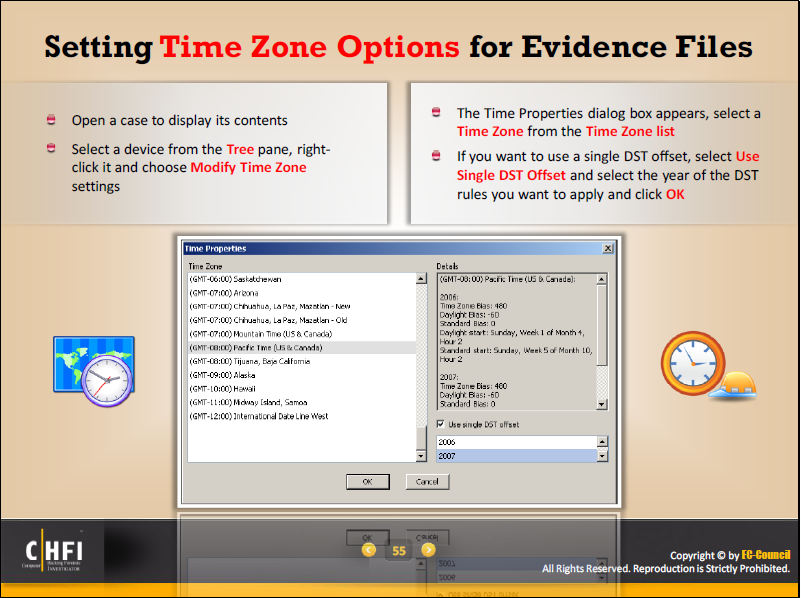 Setting Time Zone Options for Evidence Files
Open a case to display its contents
Select a device from the Tree pane, right-
click it and choose Modify Time Zone
settings
The Time Properties dialog box appears, select a
Time Zone from the Time Zone list
If you want to use a single DST offset, select Use
Single DST Offset and select the year of the DST
rules you want to apply and click OK
Time Properties
Time Zone
(GMT-06:00) Saskatchewan
(GMT-07:00) Arizona
(GMT-07:00) Chihuahua, La Paz, Mazatlan - New
(GMT-07:00) Chihuahua, La Paz, Mazatlan - Old
(GMT-07:00) Mountain Time (US & Canada)
(GMT-08:00) Pacific Time (US & Canada)
(GMT-08:00) Tijuana, Baja California
(GMT-09:00) Alaska
(GMT-10:00) Hawaii
(GMT-11:00) Midway Island, Samoa
(GMT-12:00) International Date Line West
Details
(GMT-08:00) Pacific Time (US & Canada):
2006:
Time Zone Bias: 480
Daylight Bias: -60
Standard Bias: 0
Daylight start: Sunday, Week 1 of Month 4,
Hour 2
Standard start: Sunday, Week 5 of Month 10,
Hour 2
2007:
Time Zone Bias: 480
Daylight Bias: -60
Standard Bias: 0
Use single DST offset
2006
2007
OK
Cancel
CHFI
Computer Hacking Forensic
INVESTIGATOR
55
Copyright © by EC-Council
All Rights Reserved. Reproduction is Strictly Prohibited.